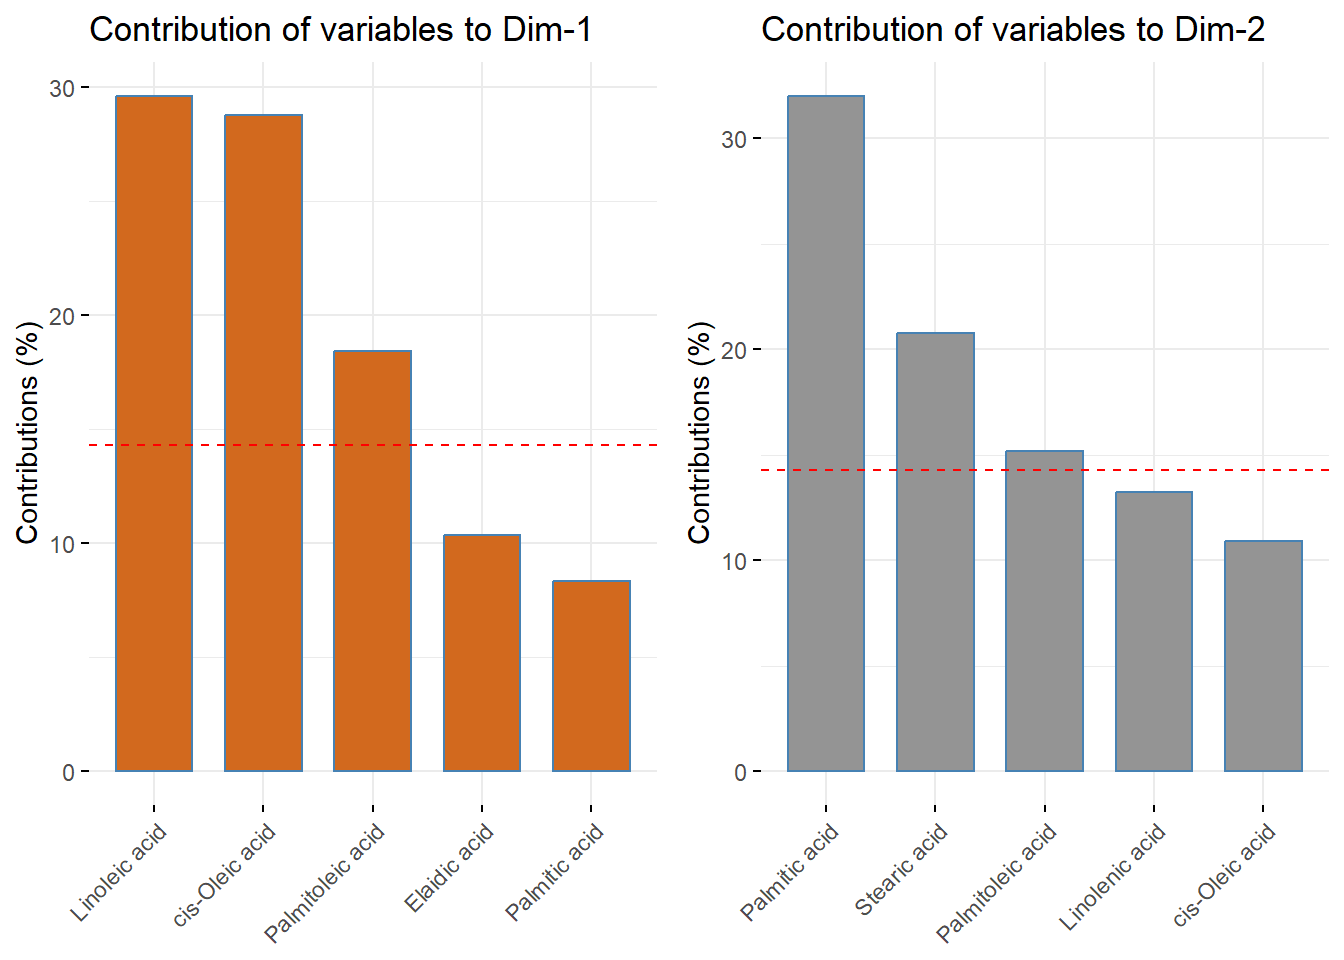 Contribution of variables to Dim-1
Contributions (%)
30
20
10
0
Linoleic acid
cis-Oleic acid
Palmitoleic acid
Elaidic acid
Palmitic acid
Contribution of variables to Dim-2
Contributions (%)
30
20
10
0
Palmitic acid
Stearic acid
Palmitoleic acid
Linolenic acid
cis-Oleic acid